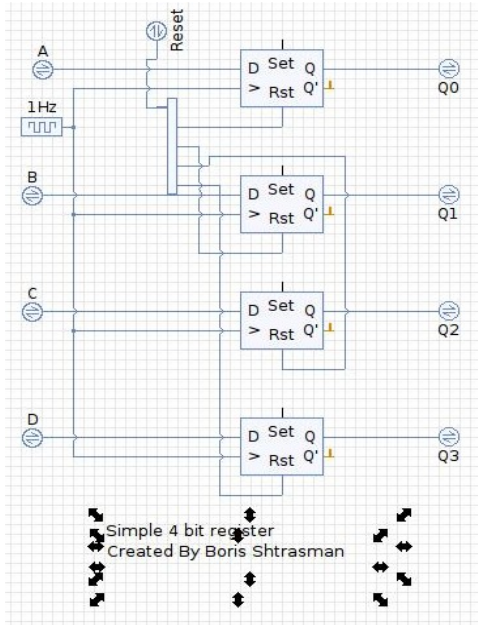 Reset
A
D Set Q
> Rst Q'
Q0
1Hz
B
D Set Q
> Rst Q'
Q1
C
D Set Q
> Rst Q'
Q2
D
D Set Q
> Rst Q'
Q3
Simple 4 bit register
Created By Boris Shtrasman